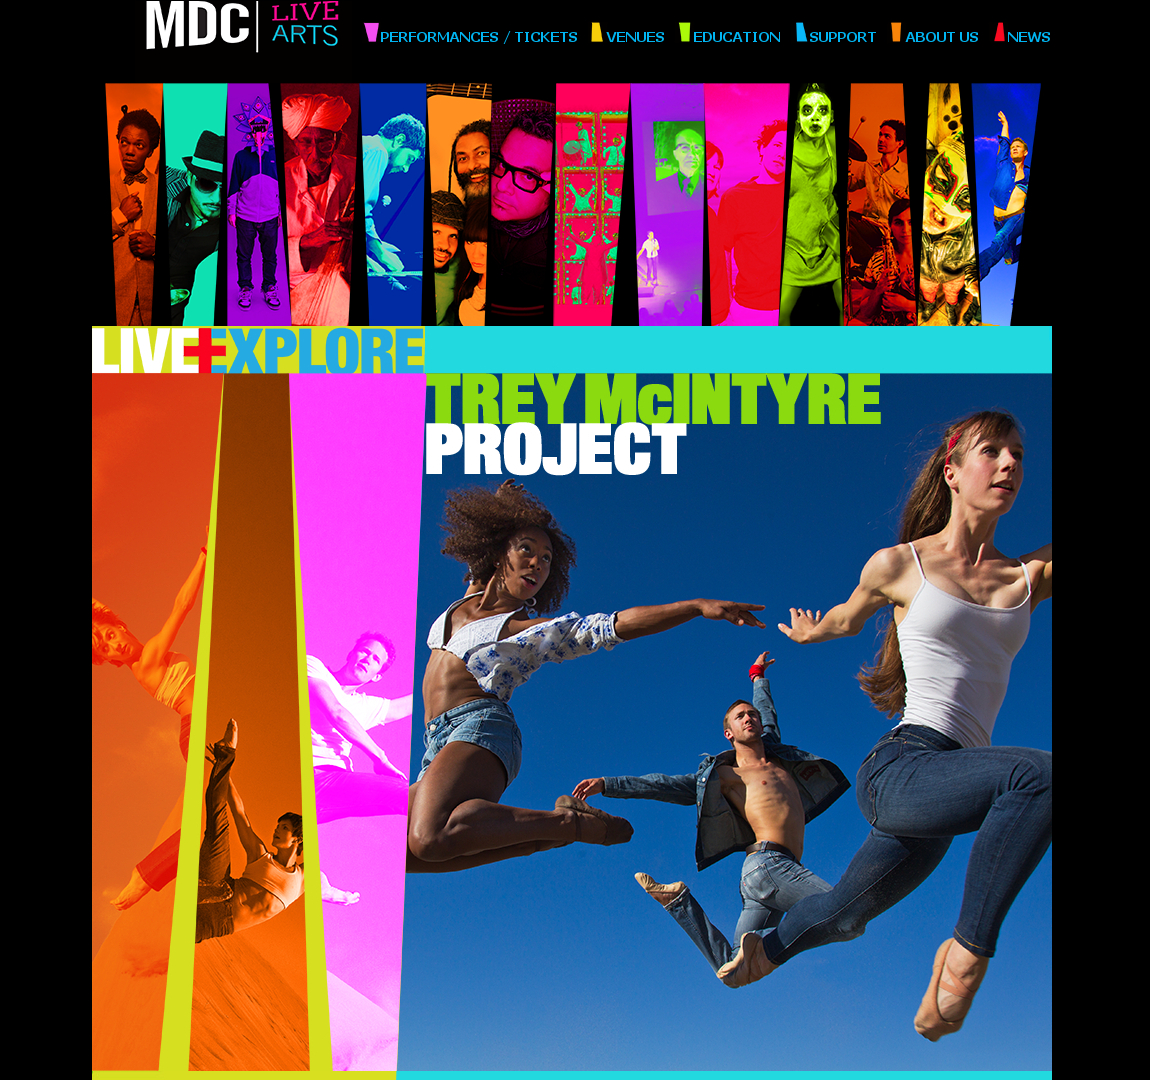 MDC LIVE ARTS
PERFORMANCES / TICKETS VENUES EDUCATION SUPPORT ABOUT US NEWS
LIVE+EXPLORE
TREY McINTYRE
PROJECT